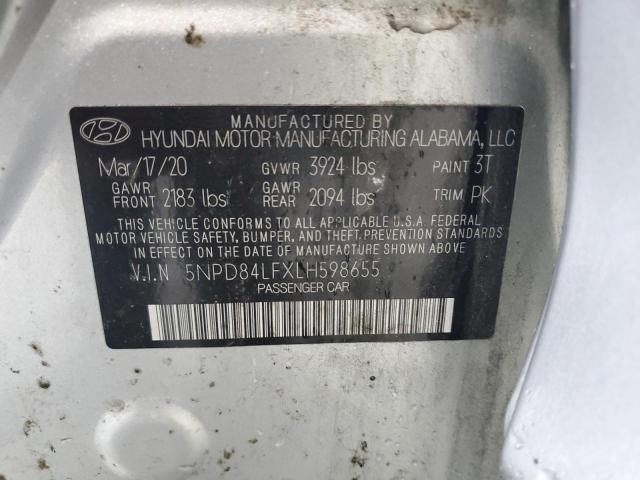 MANUFACTURED BY
HYUNDAI MOTOR MANUFACTURING ALABAMA, LLC
Mar/17/20 GVWR 3924 lbs PAINT 3T
GAWR FRONT 2183 lbs GAWR REAR 2094 lbs TRIM PK
THIS VEHICLE CONFORMS TO ALL APPLICABLE U.S.A. FEDERAL
MOTOR VEHICLE SAFETY, BUMPER, AND THEFT PREVENTION STANDARDS
IN EFFECT ON THE DATE OF MANUFACTURE SHOWN ABOVE.
V.I.N 5NPD84LFXLH598655
PASSENGER CAR